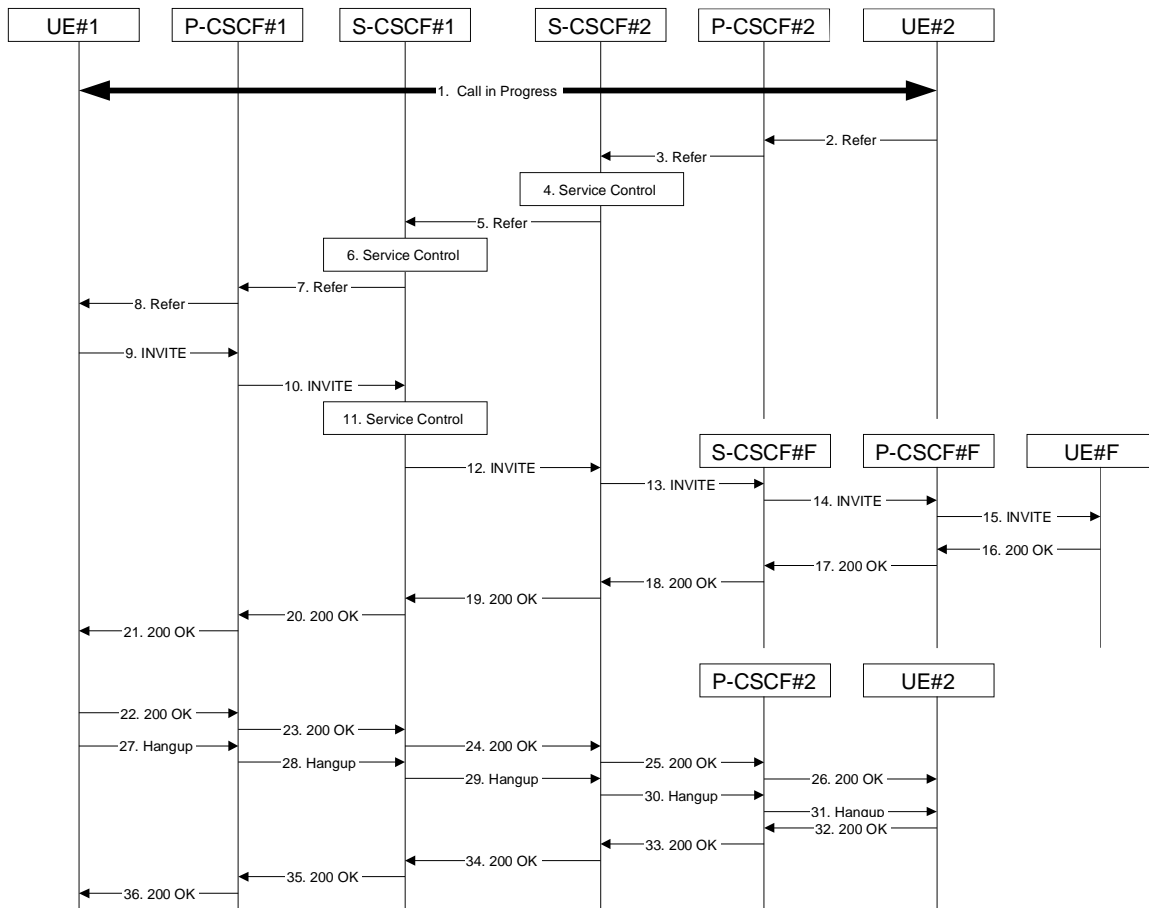 UE#1
P-CSCF#1
S-CSCF#1
S-CSCF#2
P-CSCF#2
UE#2
1. Call in Progress
2. Refer
3. Refer
4. Service Control
5. Refer
6. Service Control
7. Refer
8. Refer
9. INVITE
10. INVITE
11. Service Control
S-CSCF#F
P-CSCF#F
UE#F
12. INVITE
13. INVITE
14. INVITE
15. INVITE
16. 200 OK
17. 200 OK
18. 200 OK
19. 200 OK
20. 200 OK
21. 200 OK
P-CSCF#2
UE#2
22. 200 OK
23. 200 OK
27. Hangup
24. 200 OK
28. Hangup
25. 200 OK
29. Hangup
26. 200 OK
30. Hangup
31. Hangup
32. 200 OK
33. 200 OK
34. 200 OK
35. 200 OK
36. 200 OK